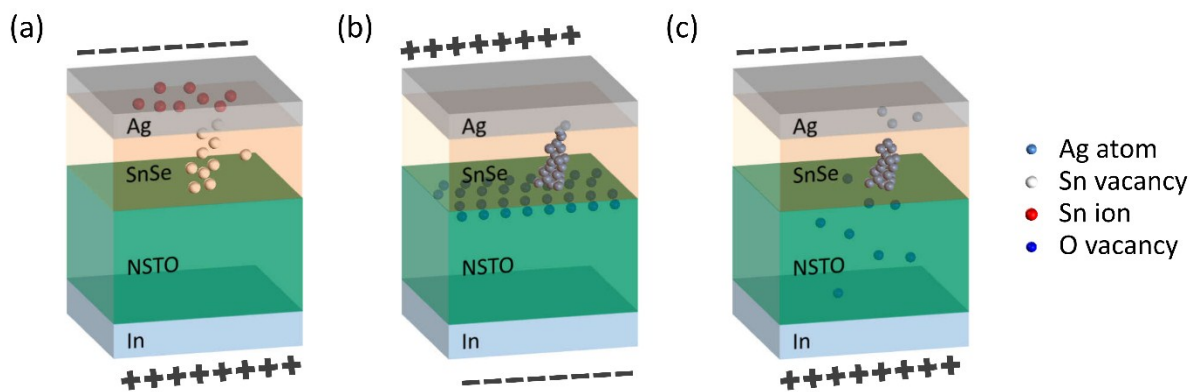 (a)
(b)
(c)
Ag
SnSe
NSTO
In
Ag
SnSe
NSTO
In
Ag
SnSe
NSTO
In
Ag atom
Sn vacancy
Sn ion
O vacancy